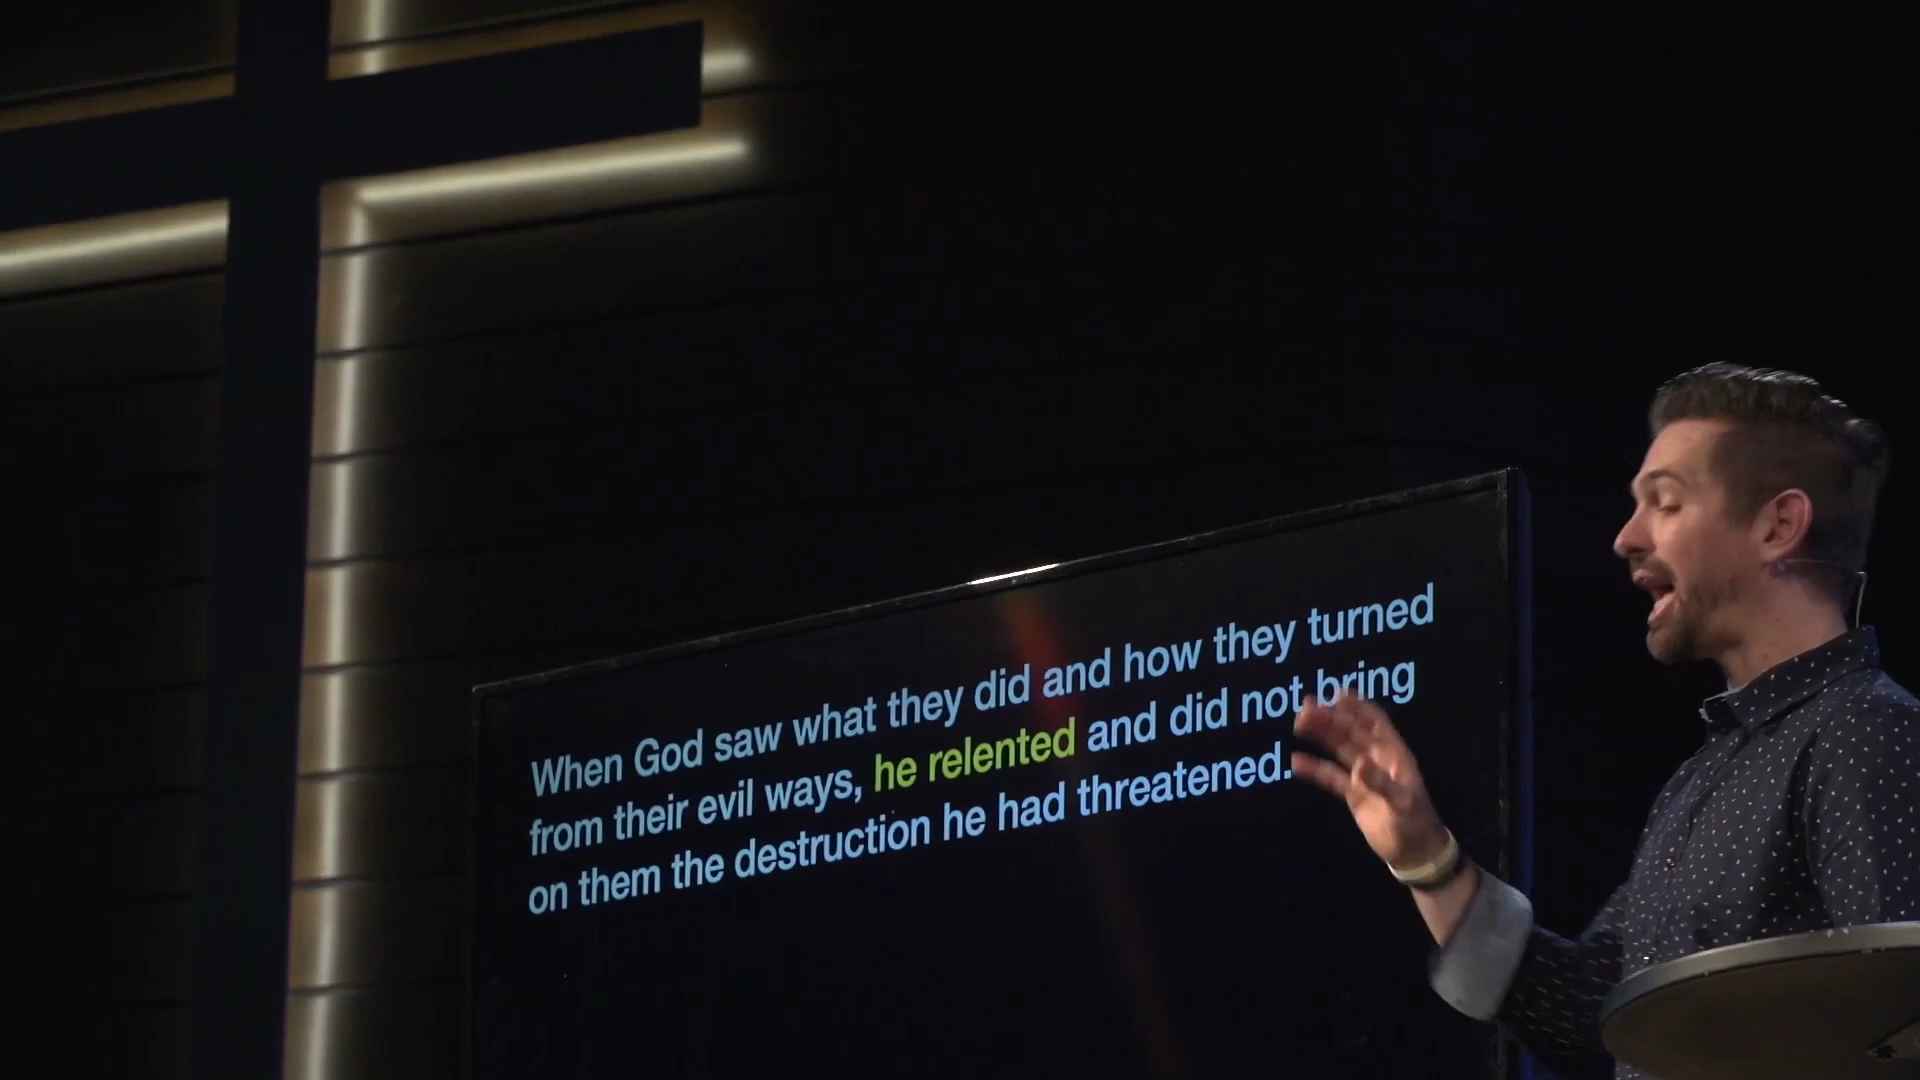 When God saw what they did and how they turned
from their evil ways, he relented and did not bring
on them the destruction he had threatened.